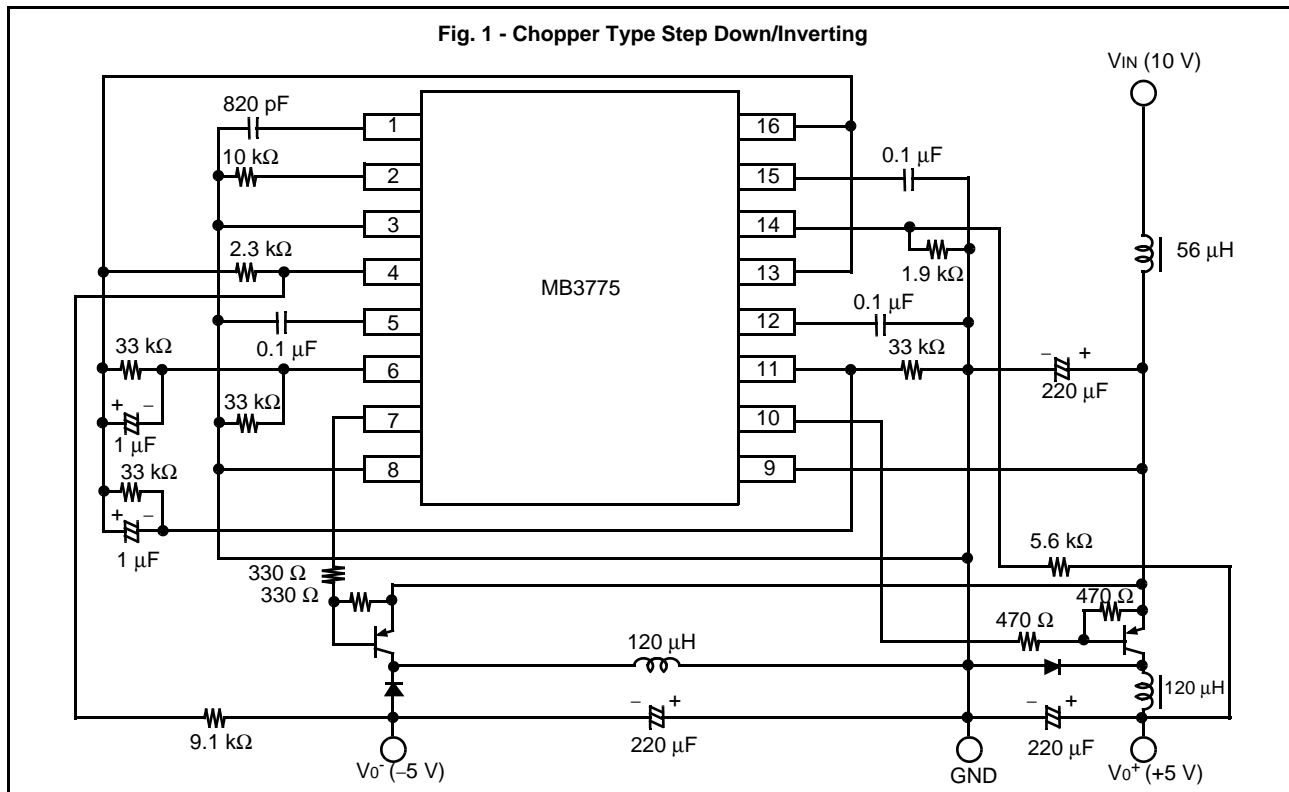 Fig. 1 - Chopper Type Step Down/Inverting
VIN (10 V)
820 pF
1
16
10 kΩ
0.1 μF
2
15
3
14
2.3 kΩ
1.9 kΩ
56 μH
4
13
MB3775
0.1 μF
5
12
33 kΩ
0.1 μF
33 kΩ
6
11
− +
220 μF
+ −
33 kΩ
7
10
1 μF
8
9
33 kΩ
+ −
1 μF
5.6 kΩ
330 Ω
330 Ω
470 Ω
470 Ω
120 μH
120 μH
− +
− +
9.1 kΩ
220 μF
220 μF
V0- (−5 V)
GND
V0+ (+5 V)